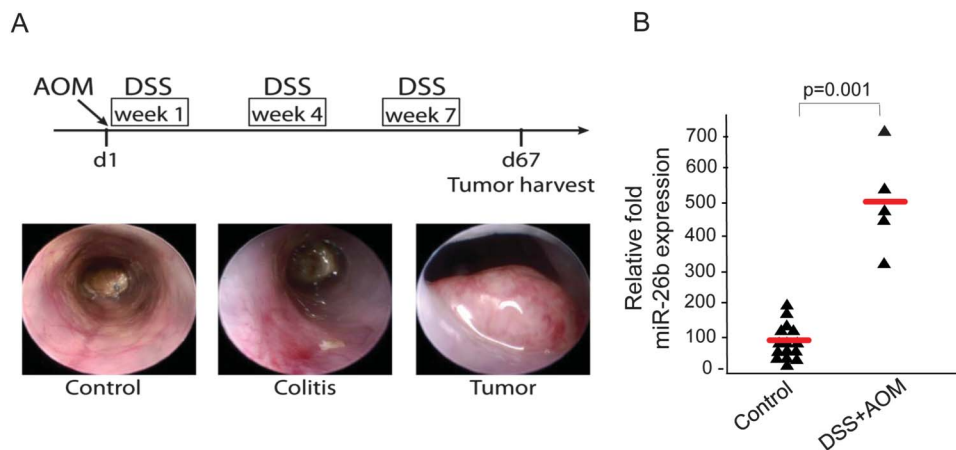 A
AOM
DSS
week 1
DSS
week 4
DSS
week 7
d1
d67
Tumor harvest
Control
Colitis
Tumor
B
p=0.001
Relative fold
miR-26b expression
700
600
500
400
300
200
100
0
Control
DSS+AOM